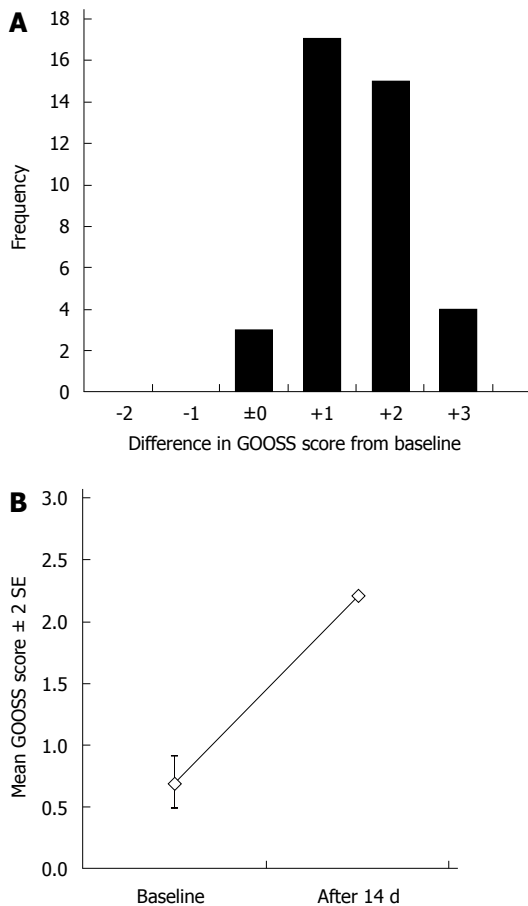 A
18
16
14
12
10
8
6
4
2
0
Frequency
-2 -1 ±0 +1 +2 +3
Difference in GOOSS score from baseline
B
3.0
2.5
2.0
1.5
1.0
0.5
0.0
Mean GOOSS score ± 2 SE
Baseline After 14 d